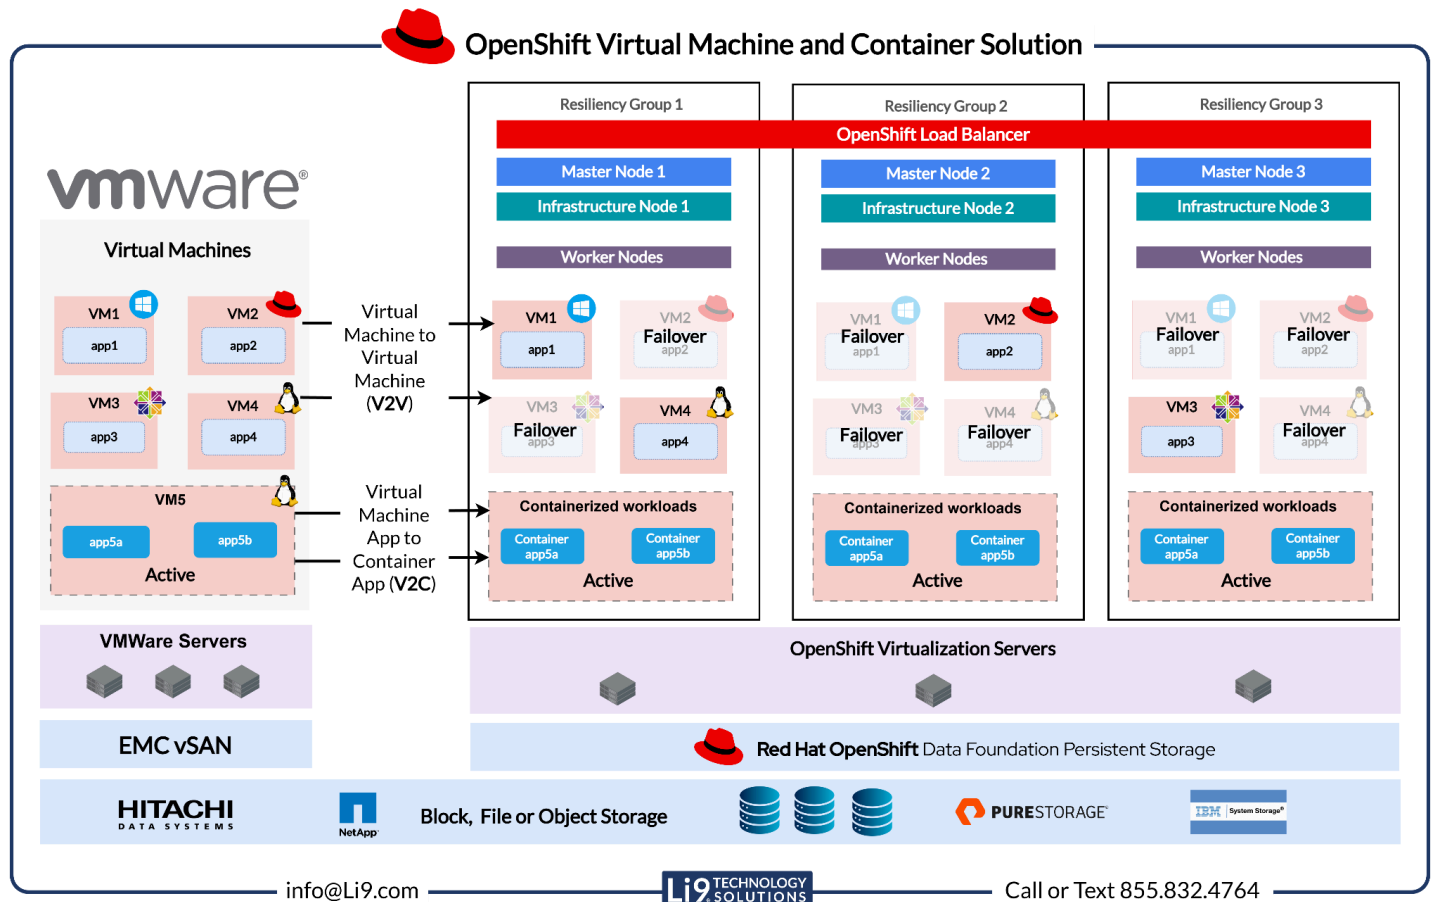 OpenShift Virtual Machine and Container Solution
vmware®
Virtual Machines
VM1
app1
VM2
app2
VM3
app3
VM4
app4
VM5
app5a
app5b
Active
VMWare Servers
EMC vSAN
Virtual
Machine to
Virtual
Machine
(V2V)
Virtual
Machine
App to
Container
App (V2C)
Resiliency Group 1
Resiliency Group 2
Resiliency Group 3
OpenShift Load Balancer
Master Node 1
Infrastructure Node 1
Worker Nodes
VM1
app1
VM2
Failover
app2
VM3
Failover
app3
VM4
app4
Containerized workloads
Container
app5a
Container
app5b
Active
Master Node 2
Infrastructure Node 2
Worker Nodes
VM1
Failover
app1
VM2
app2
VM3
Failover
app3
VM4
Failover
app4
Containerized workloads
Container
app5a
Container
app5b
Active
Master Node 3
Infrastructure Node 3
Worker Nodes
VM1
Failover
app1
VM2
Failover
app2
VM3
app3
VM4
Failover
app4
Containerized workloads
Container
app5a
Container
app5b
Active
OpenShift Virtualization Servers
Red Hat OpenShift Data Foundation Persistent Storage
HITACHI
DATA SYSTEMS
NetApp
Block, File or Object Storage
PURESTORAGE
IBM System Storage®
info@Li9.com
Li9 TECHNOLOGY
SOLUTIONS
Call or Text 855.832.4764